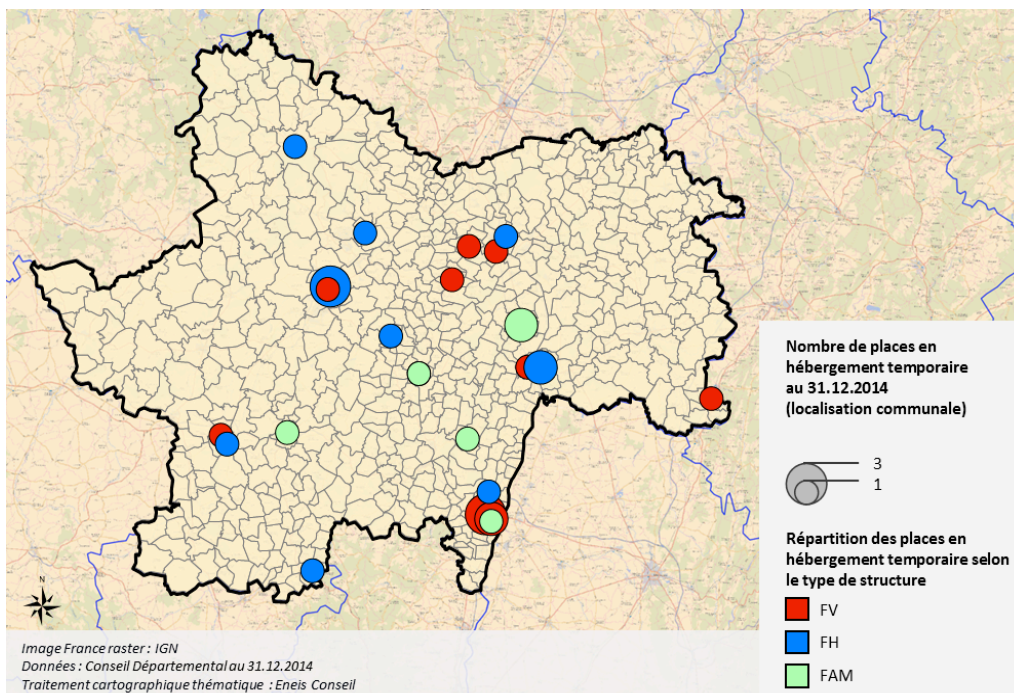 Nombre de places en
hébergement temporaire
au 31.12.2014
(localisation communale)
3
1
Répartition des places en
hébergement temporaire selon
le type de structure
FV
FH
FAM
N
Image France raster : IGN
Données : Conseil Départemental au 31.12.2014
Traitement cartographique thématique : Eneis Conseil